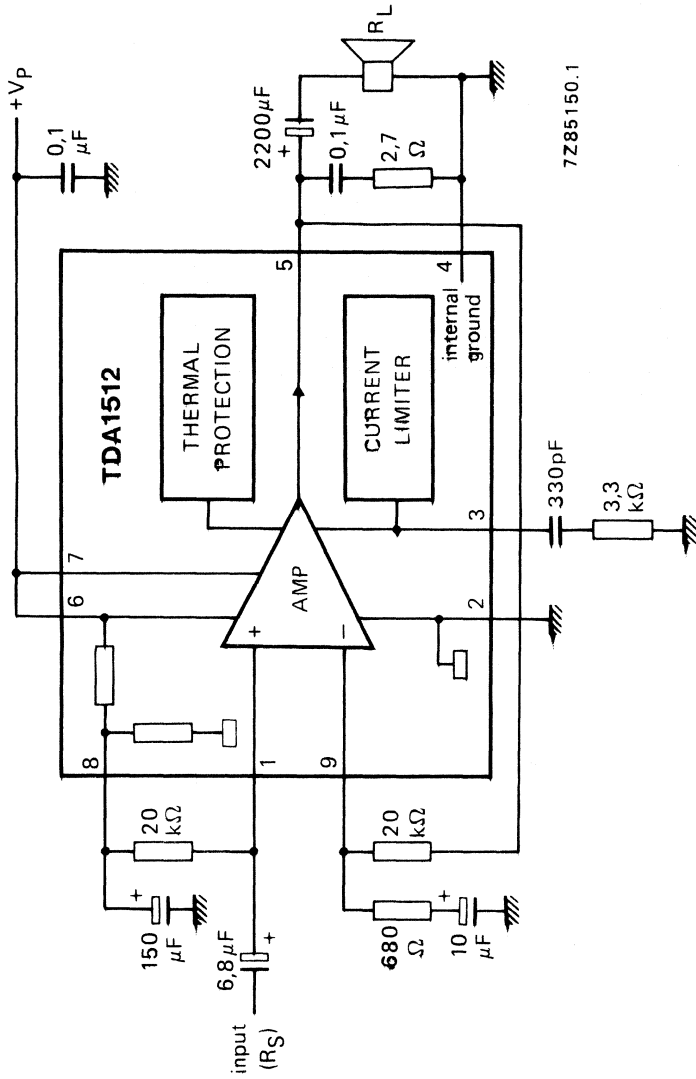 +VP
0,1
µF
TDA1512
THERMAL
PROTECTION
CURRENT
LIMITER
AMP
+
−
6
7
8
1
9
5
4
3
2
internal
ground
2200µF
+
0,1µF
2,7
Ω
RL
20
kΩ
+
150
µF
6,8µF
+
input
(RS)
20
kΩ
680
Ω
+
10
µF
330pF
3,3
kΩ
7Z85150.1